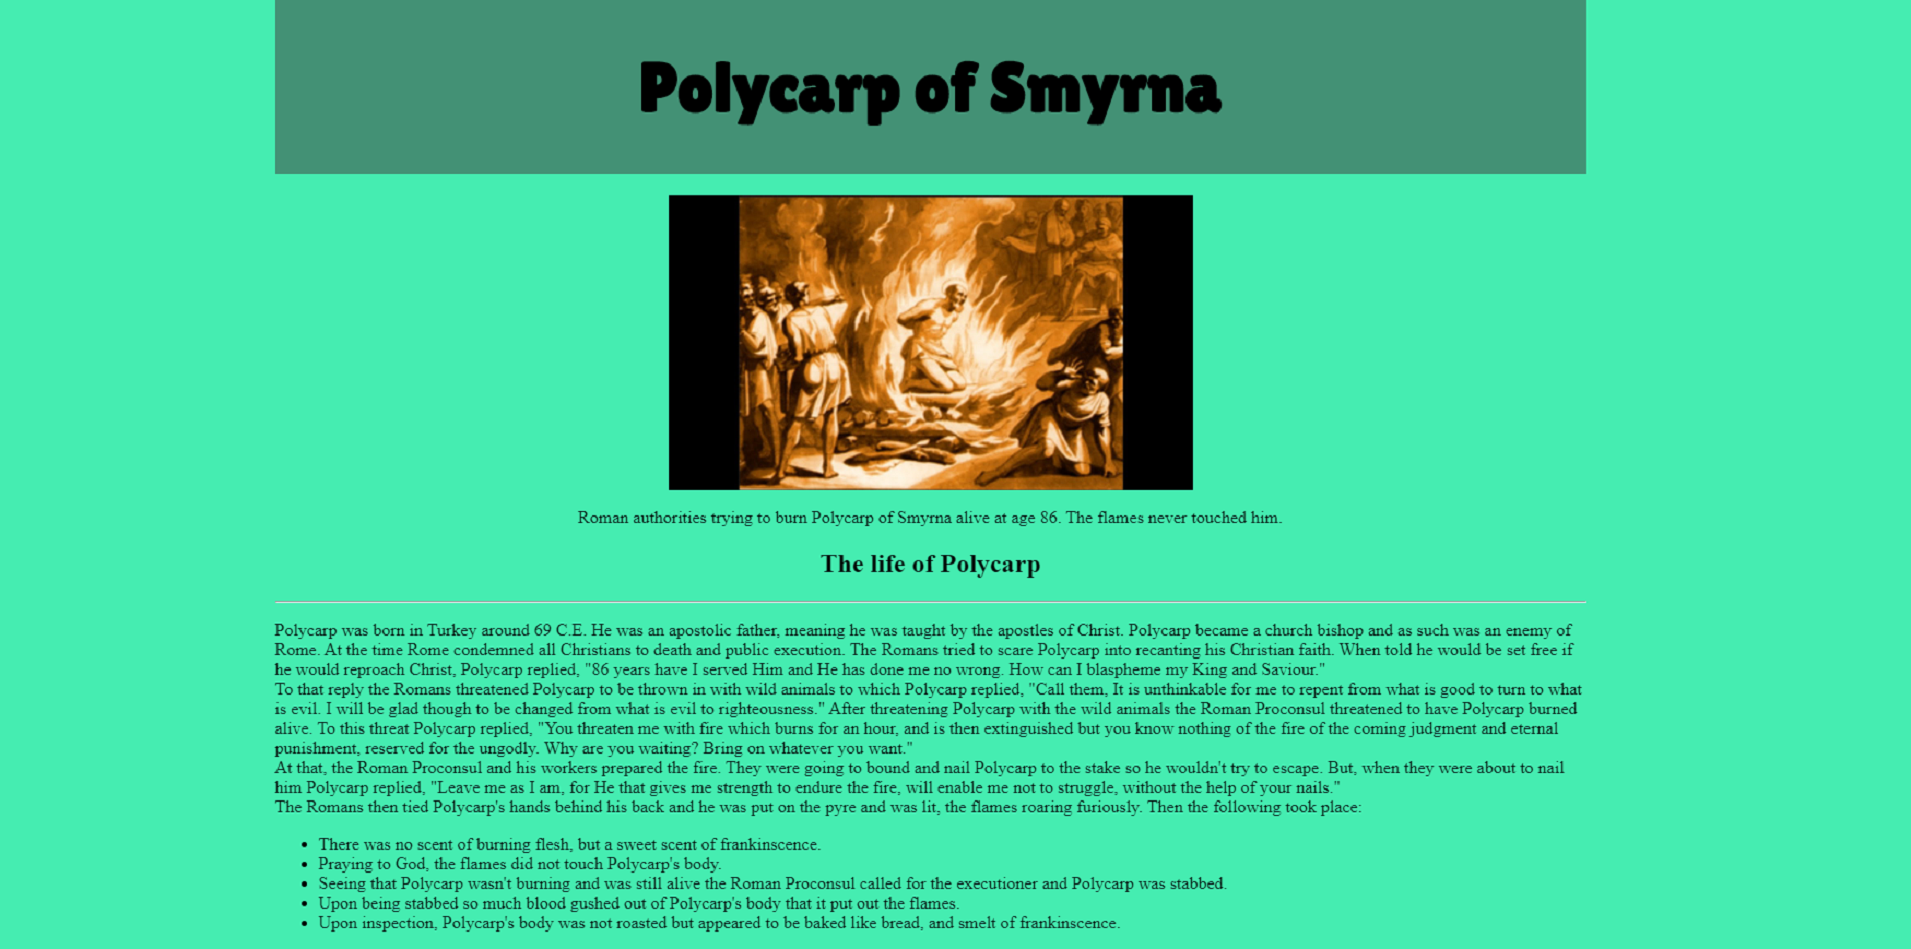 Polycarp of Smyrna
Roman authorities trying to burn Polycarp of Smyrna alive at age 86. The flames never touched him.
The life of Polycarp
Polycarp was born in Turkey around 69 C.E. He was an apostolic father, meaning he was taught by the apostles of Christ. Polycarp became a church bishop and as such was an enemy of
Rome. At the time Rome condemned all Christians to death and public execution. The Romans tried to scare Polycarp into recanting his Christian faith. When told he would be set free if
he would reproach Christ, Polycarp replied, "86 years have I served Him and He has done me no wrong. How can I blaspheme my King and Saviour."
To that reply the Romans threatened Polycarp to be thrown in with wild animals to which Polycarp replied, "Call them, It is unthinkable for me to repent from what is good to turn to what
is evil. I will be glad though to be changed from what is evil to righteousness." After threatening Polycarp with the wild animals the Roman Proconsul threatened to have Polycarp burned
alive. To this threat Polycarp replied, "You threaten me with fire which burns for an hour, and is then extinguished but you know nothing of the fire of the coming judgment and eternal
punishment, reserved for the ungodly. Why are you waiting? Bring on whatever you want."
At that, the Roman Proconsul and his workers prepared the fire. They were going to bound and nail Polycarp to the stake so he wouldn't try to escape. But, when they were about to nail
him Polycarp replied, "Leave me as I am, for He that gives me strength to endure the fire, will enable me not to struggle, without the help of your nails."
The Romans then tied Polycarp's hands behind his back and he was put on the pyre and was lit, the flames roaring furiously. Then the following took place:
• There was no scent of burning flesh, but a sweet scent of frankinscence.
• Praying to God, the flames did not touch Polycarp's body.
• Seeing that Polycarp wasn't burning and was still alive the Roman Proconsul called for the executioner and Polycarp was stabbed.
• Upon being stabbed so much blood gushed out of Polycarp's body that it put out the flames.
• Upon inspection, Polycarp's body was not roasted but appeared to be baked like bread, and smelt of frankinscence.